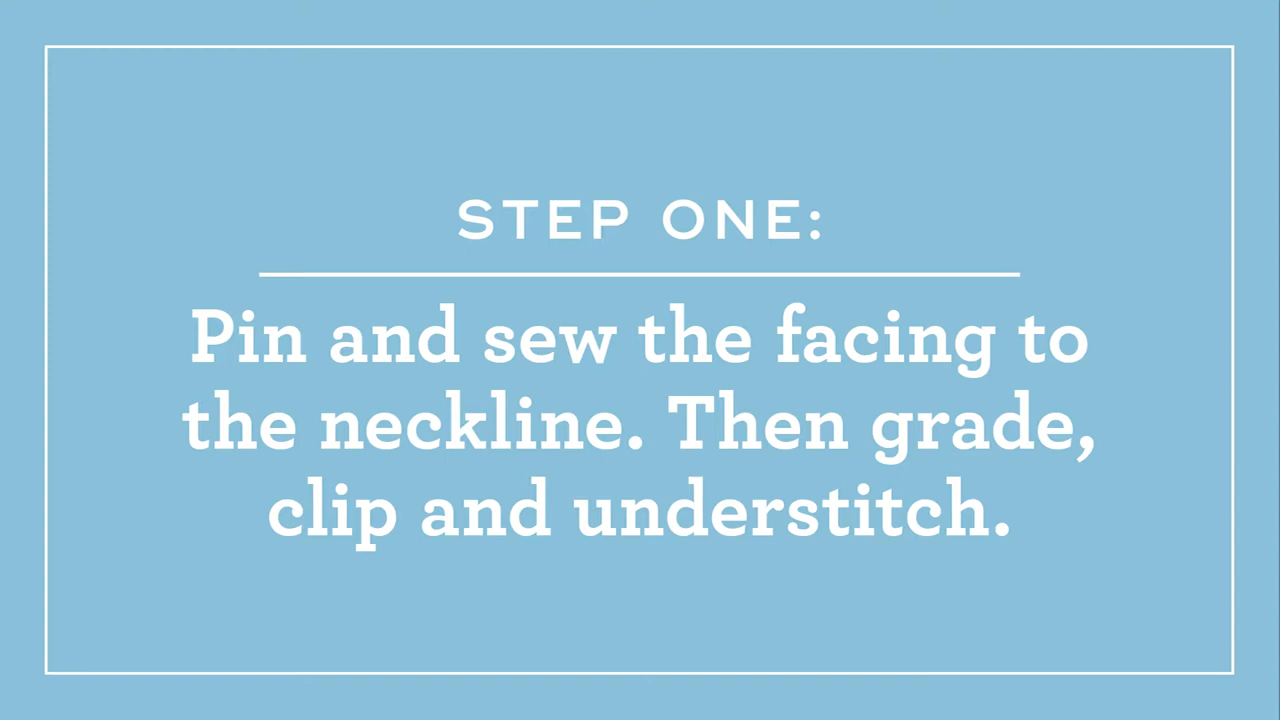 STEP ONE:
Pin and sew the facing to
the neckline. Then grade,
clip and understitch.